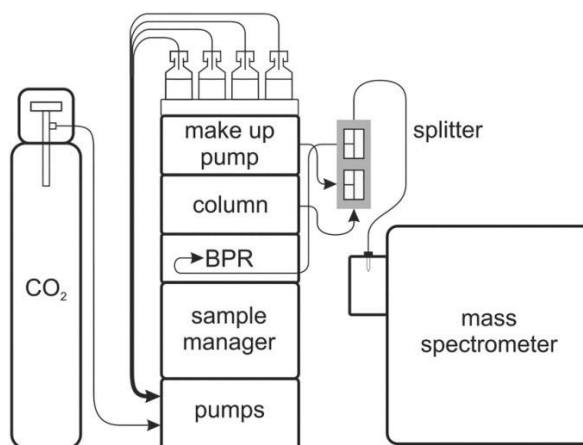 make up
pump
splitter
column
BPR
CO₂
sample
manager
mass
spectrometer
pumps